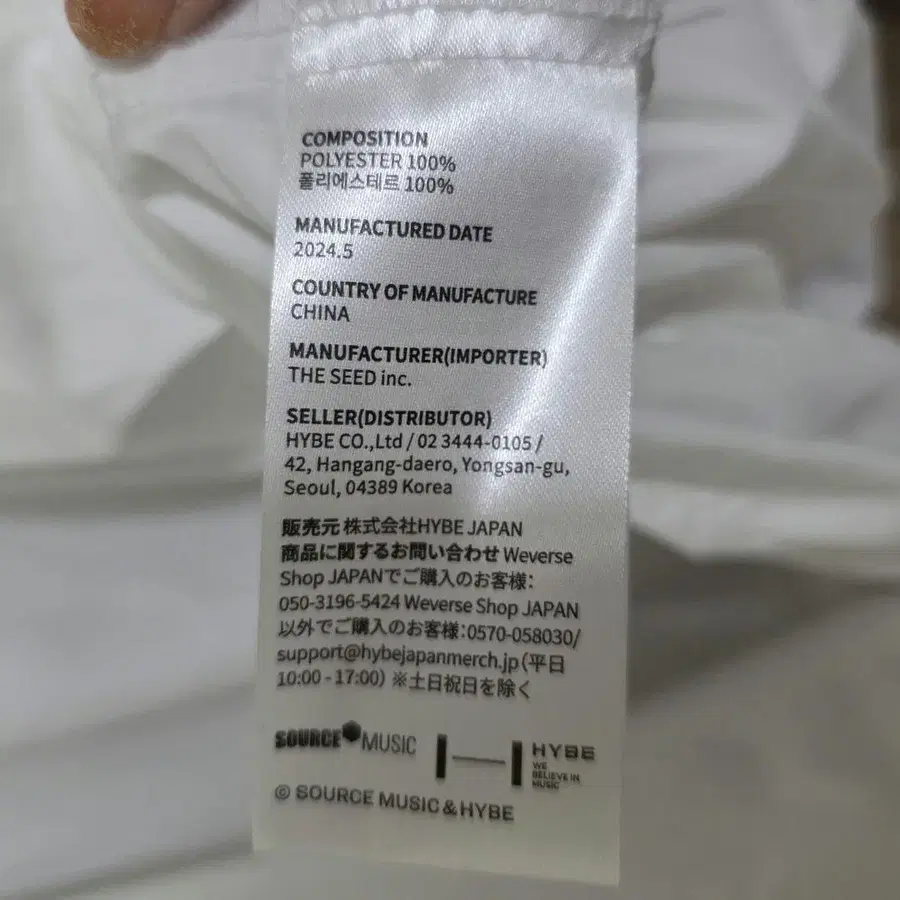 COMPOSITION
POLYESTER 100%
폴리에스테르 100%
MANUFACTURED DATE
2024.5
COUNTRY OF MANUFACTURE
CHINA
MANUFACTURER(IMPORTER)
THE SEED inc.
SELLER(DISTRIBUTOR)
HYBE CO.,Ltd / 02 3444-0105 /
42, Hangang-daero, Yongsan-gu,
Seoul, 04389 Korea
販売元 株式会社HYBE JAPAN
商品に関するお問い合わせ Weverse
Shop JAPANでご購入のお客様：
050-3196-5424 Weverse Shop JAPAN
以外でご購入のお客様：0570-058030/
support@hybejapanmerch.jp（平日
10:00 - 17:00）※土日祝日を除く
SOURCE MUSIC
HYBE
WE
BELIEVE IN
MUSIC
© SOURCE MUSIC & HYBE